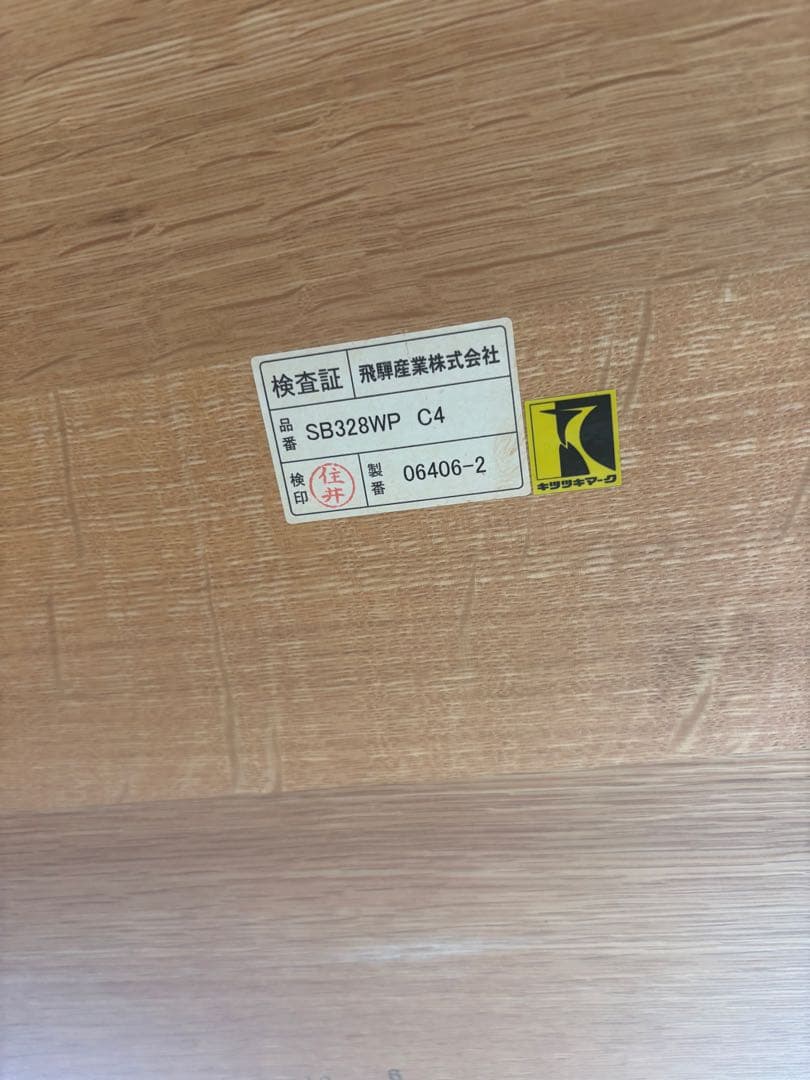 検査証 飛騨産業株式会社
品番 SB328WP C4
検印 住井 製番 06406-2
キツツキマーク